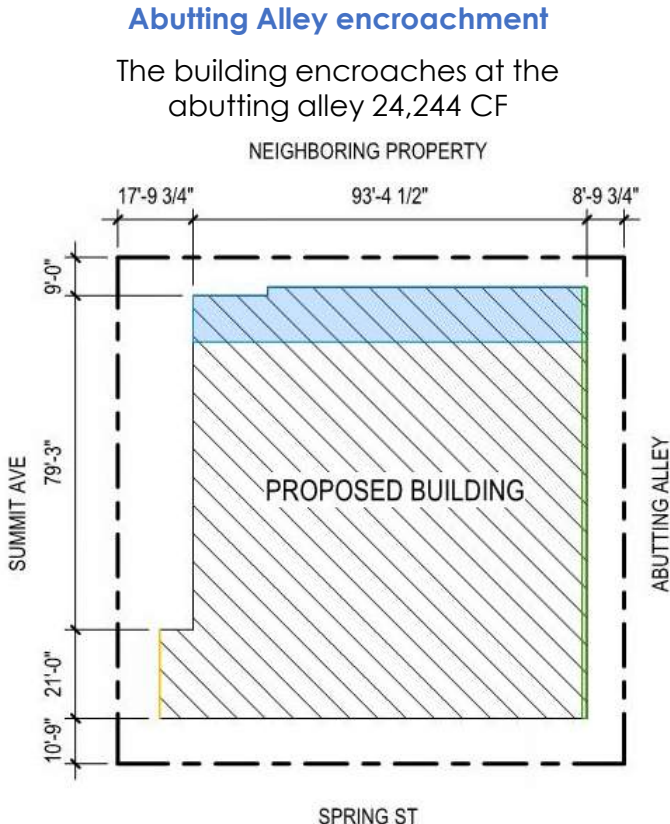 Abutting Alley encroachment
The building encroaches at the
abutting alley 24,244 CF
NEIGHBORING PROPERTY
17'-9 3/4" 93'-4 1/2" 8'-9 3/4"
9'-0"
79'-3"
SUMMIT AVE
PROPOSED BUILDING
ABUTTING ALLEY
21'-0"
10'-9"
SPRING ST